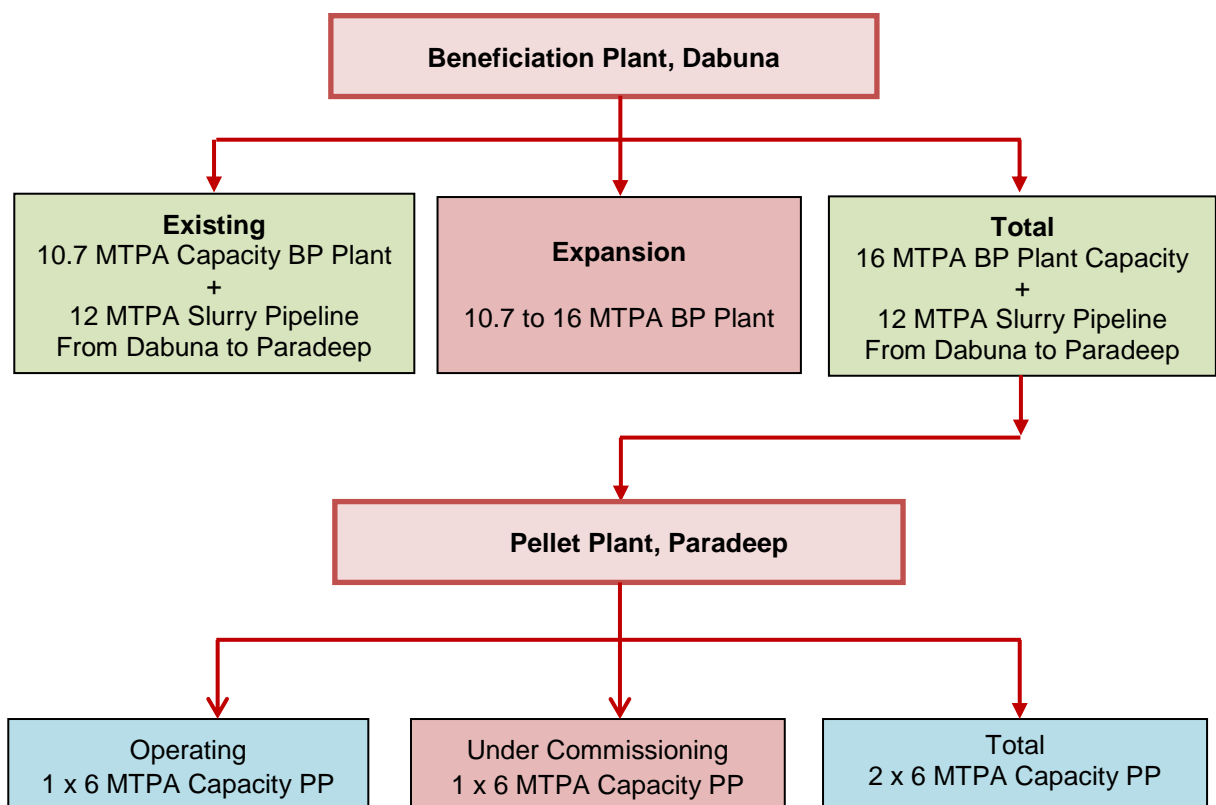 Beneficiation Plant, Dabuna
Existing
10.7 MTPA Capacity BP Plant
+
12 MTPA Slurry Pipeline
From Dabuna to Paradeep
Expansion
10.7 to 16 MTPA BP Plant
Total
16 MTPA BP Plant Capacity
+
12 MTPA Slurry Pipeline
From Dabuna to Paradeep
Pellet Plant, Paradeep
Operating
1 x 6 MTPA Capacity PP
Under Commissioning
1 x 6 MTPA Capacity PP
Total
2 x 6 MTPA Capacity PP